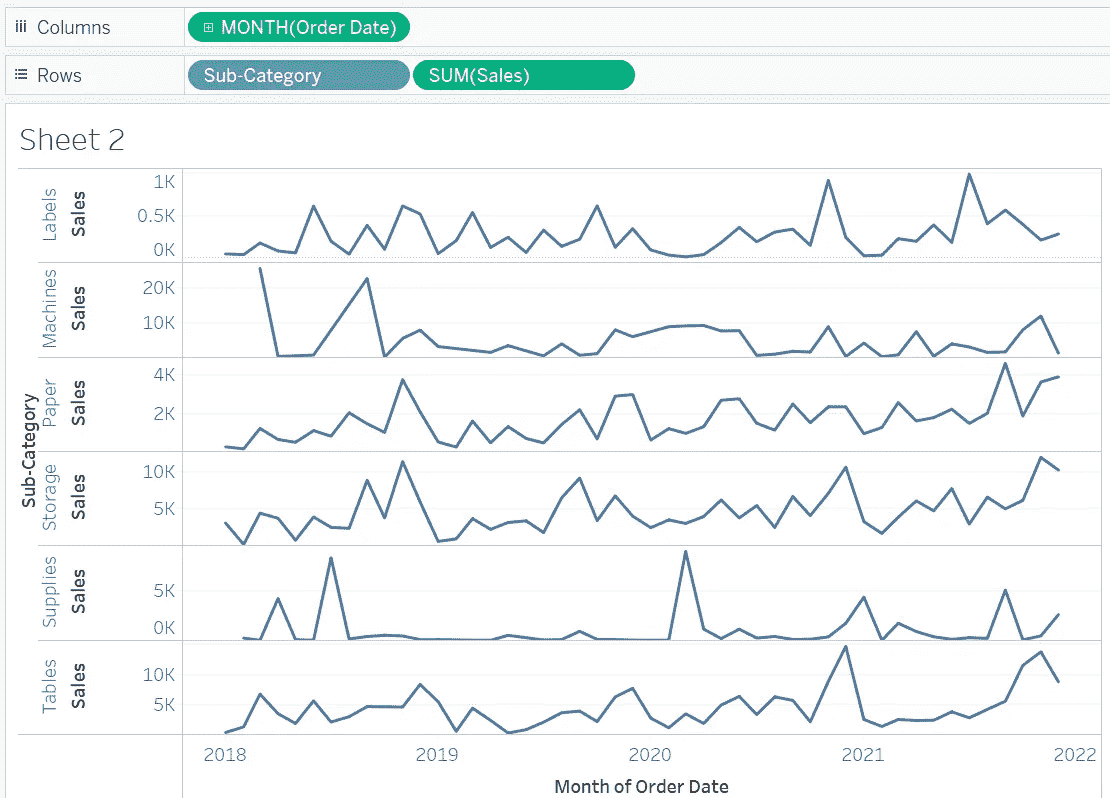 Columns
MONTH(Order Date)
Rows
Sub-Category
SUM(Sales)
Sheet 2
Sub-Category
Labels
Sales
1K
0.5K
0K
Machines
Sales
20K
10K
Paper
Sales
4K
2K
Storage
Sales
10K
5K
Supplies
Sales
5K
0K
Tables
Sales
10K
5K
2018
2019
2020
2021
2022
Month of Order Date